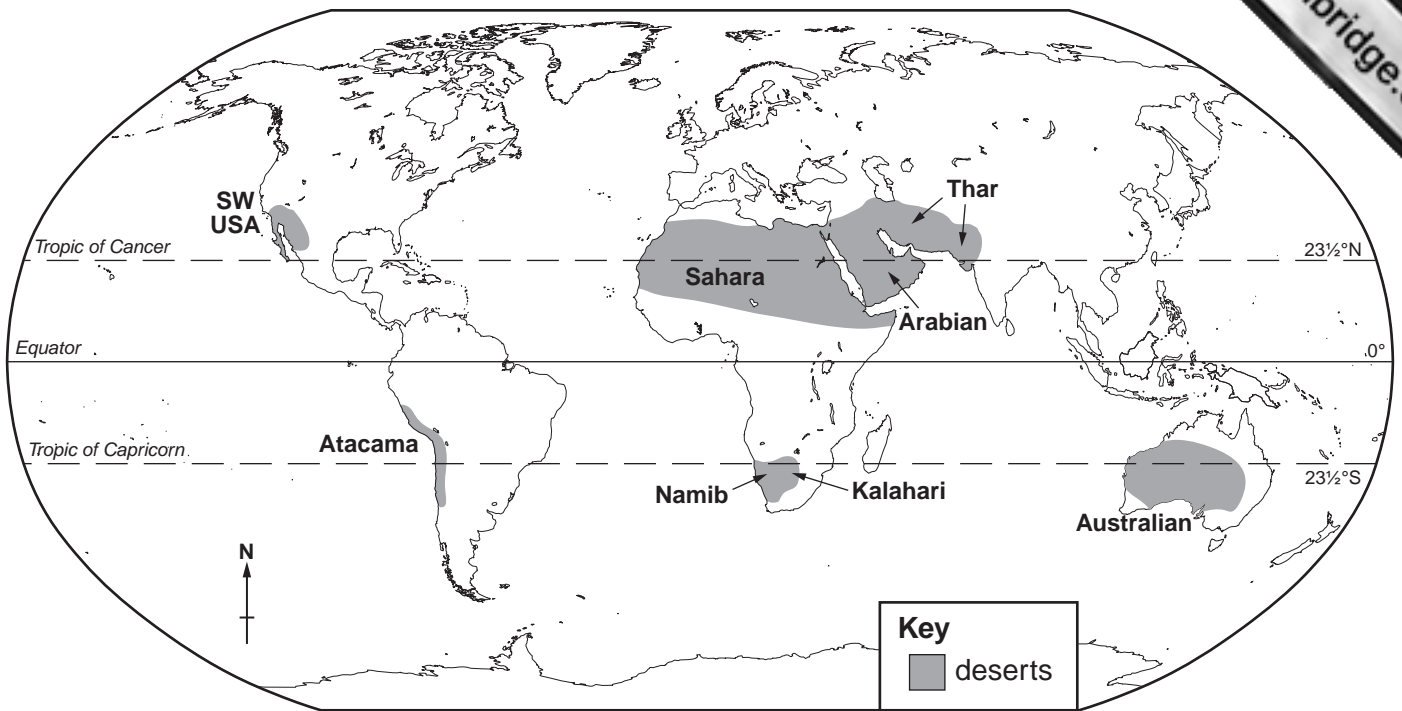 SW
USA
Thar
Tropic of Cancer
23½°N
Sahara
Arabian
Equator
0°
Atacama
Tropic of Capricorn
23½°S
Namib
Kalahari
Australian
N
Key
deserts